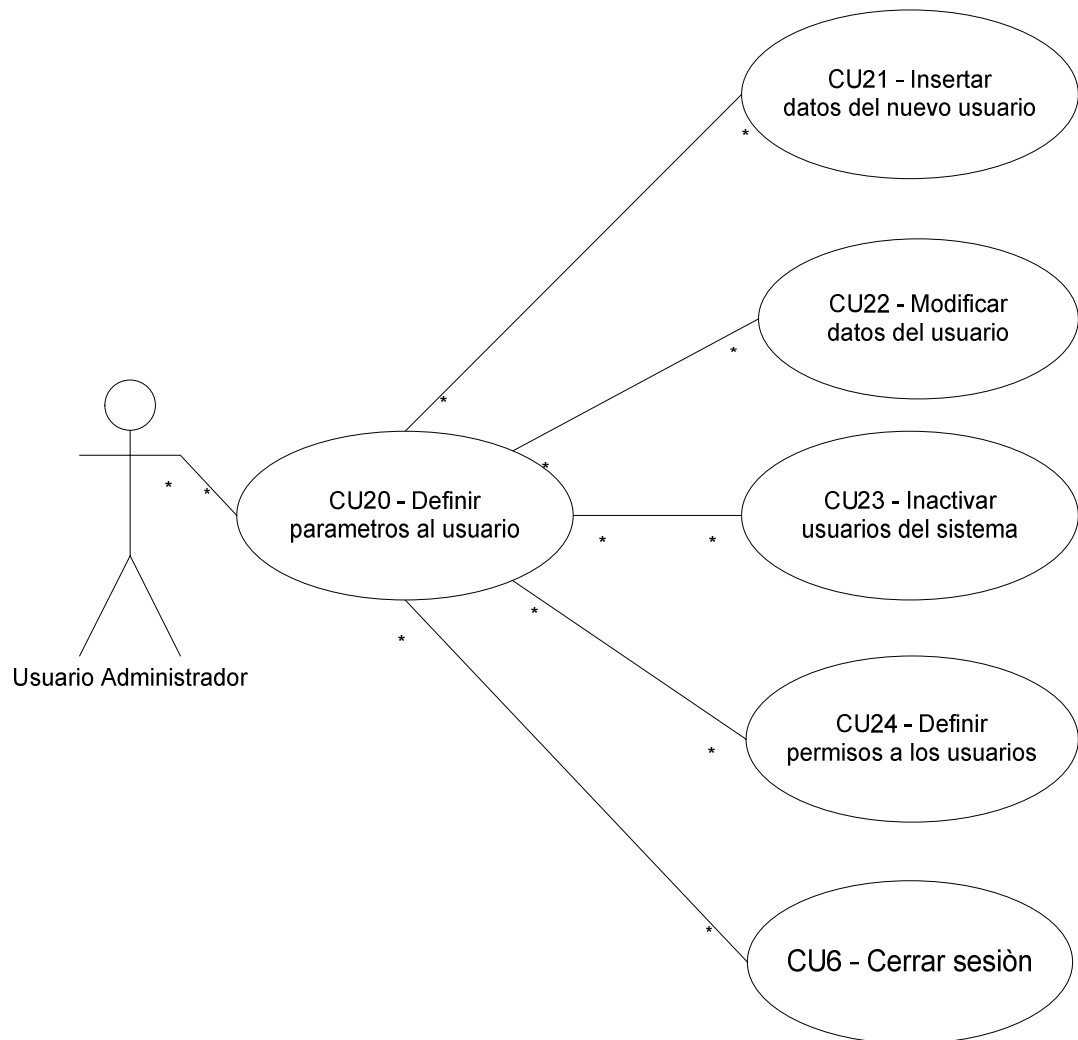 CU21 - Insertar
datos del nuevo usuario
*
CU22 - Modificar
datos del usuario
*
*
*
CU20 - Definir
parametros al usuario
*
*
CU23 - Inactivar
usuarios del sistema
*
*
*
*
Usuario Administrador
CU24 - Definir
permisos a los usuarios
*
*
CU6 - Cerrar sesiòn